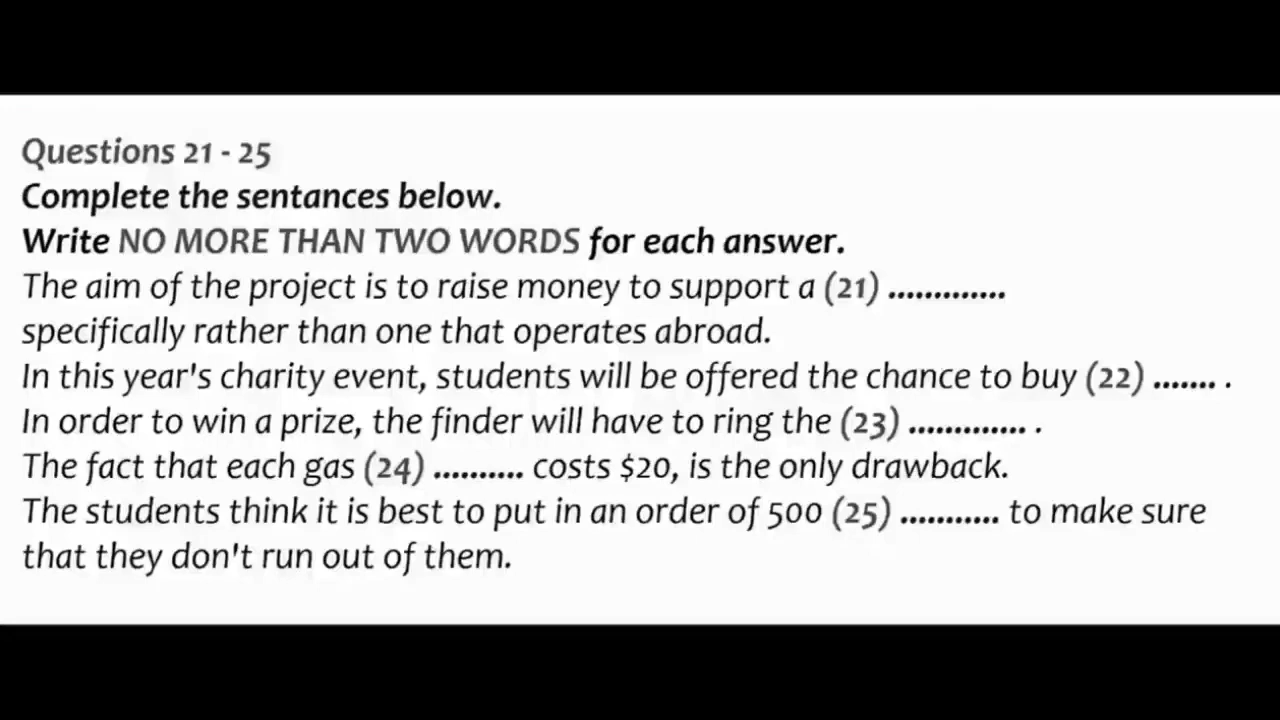 Questions 21 - 25
Complete the sentances below.
Write NO MORE THAN TWO WORDS for each answer.
The aim of the project is to raise money to support a (21) .............
specifically rather than one that operates abroad.
In this year's charity event, students will be offered the chance to buy (22) ....... .
In order to win a prize, the finder will have to ring the (23) ............. .
The fact that each gas (24) .......... costs $20, is the only drawback.
The students think it is best to put in an order of 500 (25) ........... to make sure
that they don't run out of them.